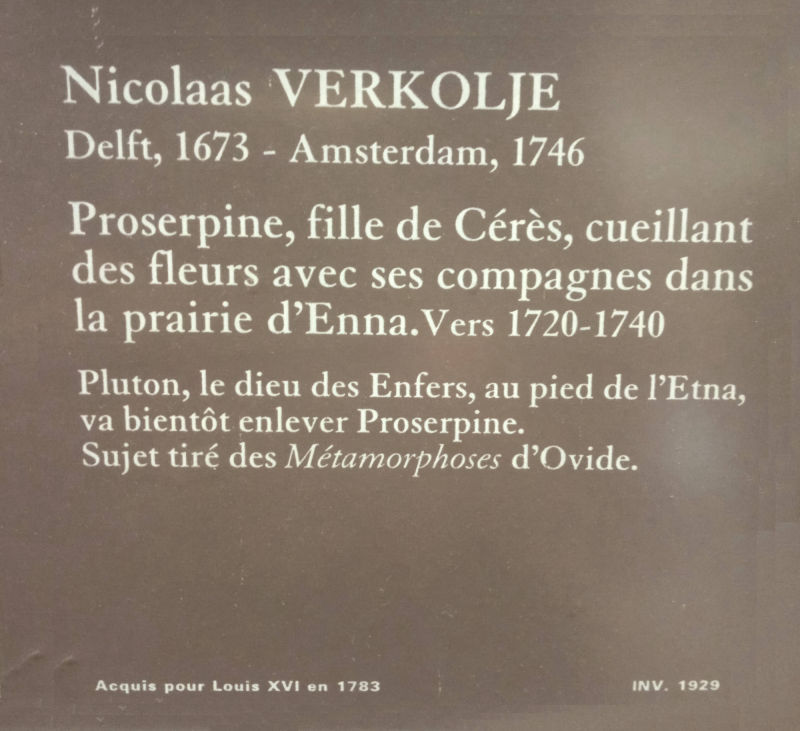 Nicolaas VERKOLJE
Delft, 1673 - Amsterdam, 1746
Proserpine, fille de Cérès, cueillant
des fleurs avec ses compagnes dans
la prairie d'Enna. Vers 1720-1740
Pluton, le dieu des Enfers, au pied de l'Etna,
va bientôt enlever Proserpine.
Sujet tiré des Métamorphoses d'Ovide.
Acquis pour Louis XVI en 1783 INV. 1929